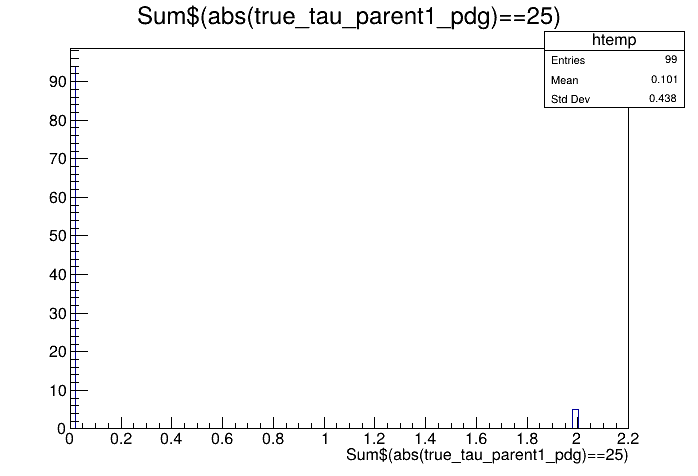 Sum$(abs(true_tau_parent1_pdg)==25)
htemp
Entries 99
Mean 0.101
Std Dev 0.438
90
80
70
60
50
40
30
20
10
0
0 0.2 0.4 0.6 0.8 1 1.2 1.4 1.6 1.8 2 2.2
Sum$(abs(true_tau_parent1_pdg)==25)